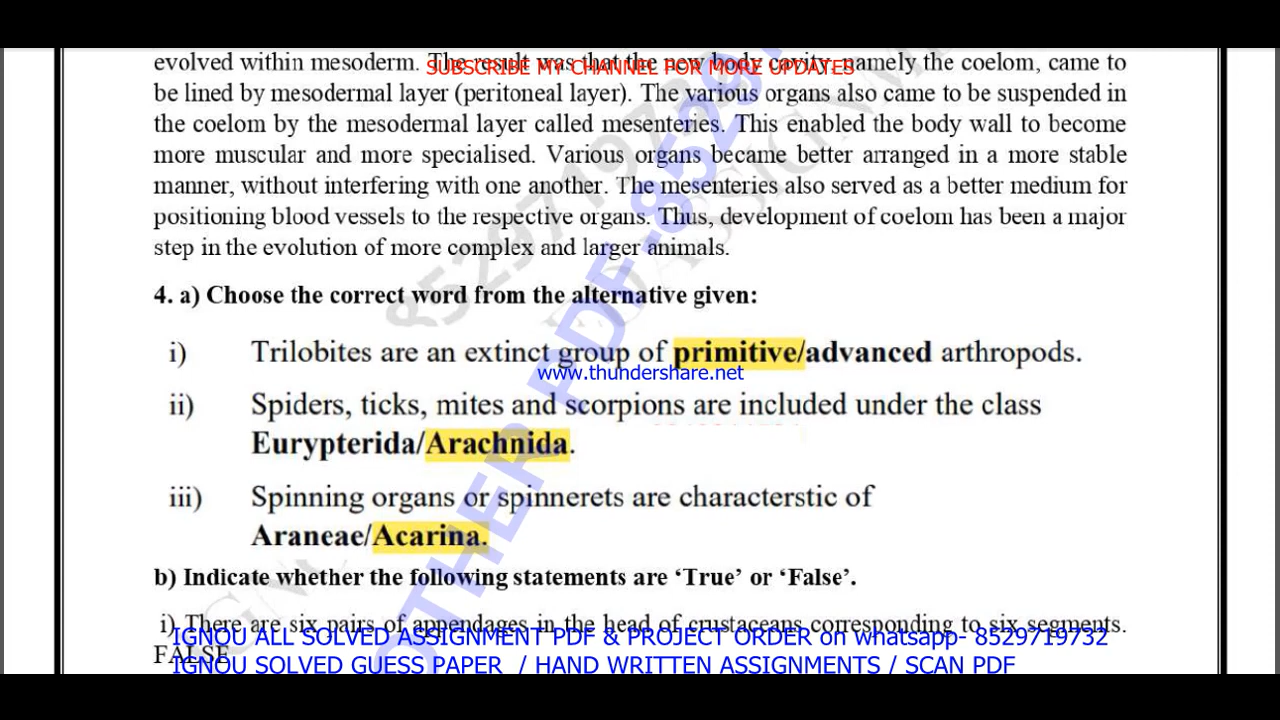 evolved within mesoderm. The result was that the new body cavity, namely the coelom, came to
SUBSCRIBE MY CHANNEL FOR MORE UPDATES
be lined by mesodermal layer (peritoneal layer). The various organs also came to be suspended in
the coelom by the mesodermal layer called mesenteries. This enabled the body wall to become
more muscular and more specialised. Various organs became better arranged in a more stable
manner, without interfering with one another. The mesenteries also served as a better medium for
positioning blood vessels to the respective organs. Thus, development of coelom has been a major
step in the evolution of more complex and larger animals.
4. a) Choose the correct word from the alternative given:
i) Trilobites are an extinct group of primitive/advanced arthropods.
www.thundershare.net
ii) Spiders, ticks, mites and scorpions are included under the class
Eurypterida/Arachnida.
iii) Spinning organs or spinnerets are characterstic of
Araneae/Acarina.
b) Indicate whether the following statements are ‘True’ or ‘False’.
i) There are six pairs of appendages in the head of crustaceans corresponding to six segments.
IGNOU ALL SOLVED ASSIGNMENT PDF & PROJECT ORDER on whatsapp- 8529719732
FALSE
IGNOU SOLVED GUESS PAPER / HAND WRITTEN ASSIGNMENTS / SCAN PDF